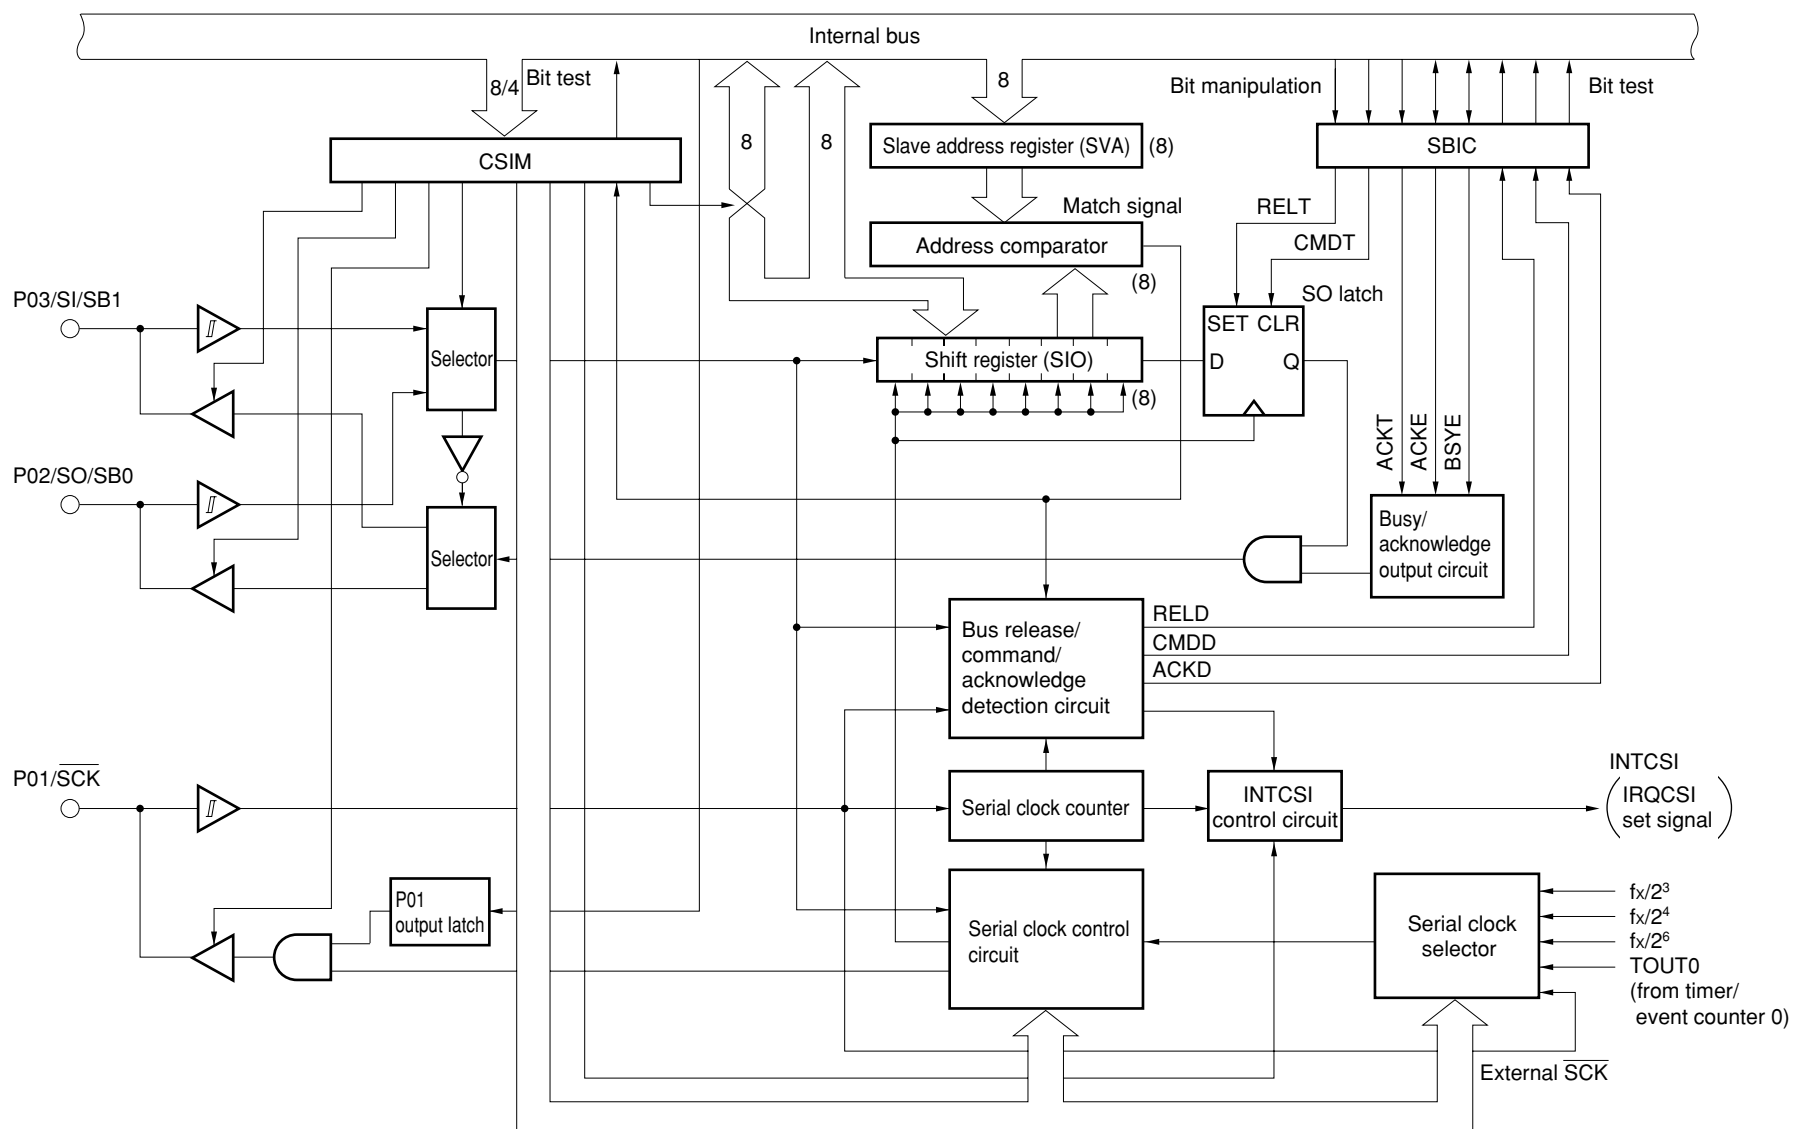 Internal bus
8/4
Bit test
8
8
8
Bit manipulation
Bit test
CSIM
Slave address register (SVA)
(8)
SBIC
Match signal
RELT
Address comparator
CMDT
(8)
P03/SI/SB1
SO latch
SET CLR
Selector
Shift register (SIO)
D
Q
(8)
ACKT
ACKE
BSYE
P02/SO/SB0
Selector
Busy/
acknowledge
output circuit
Bus release/
command/
acknowledge
detection circuit
RELD
CMDD
ACKD
P01/SCK
Serial clock counter
INTCSI
control circuit
INTCSI
IRQCSI
set signal
P01
output latch
Serial clock control
circuit
Serial clock
selector
fx/2³
fx/2⁴
fx/2⁶
TOUT0
(from timer/
event counter 0)
External SCK